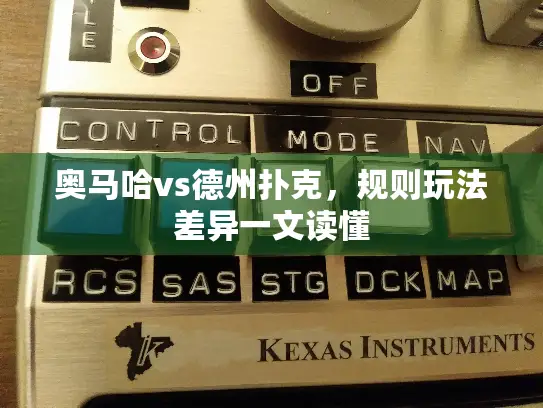 LE
OFF
CONTROL MODE NAV
奥马哈vs德州扑克，规则玩法
差异一文读懂
RCS SAS STG DCK MAP
K KEXAS INSTRUMENTS